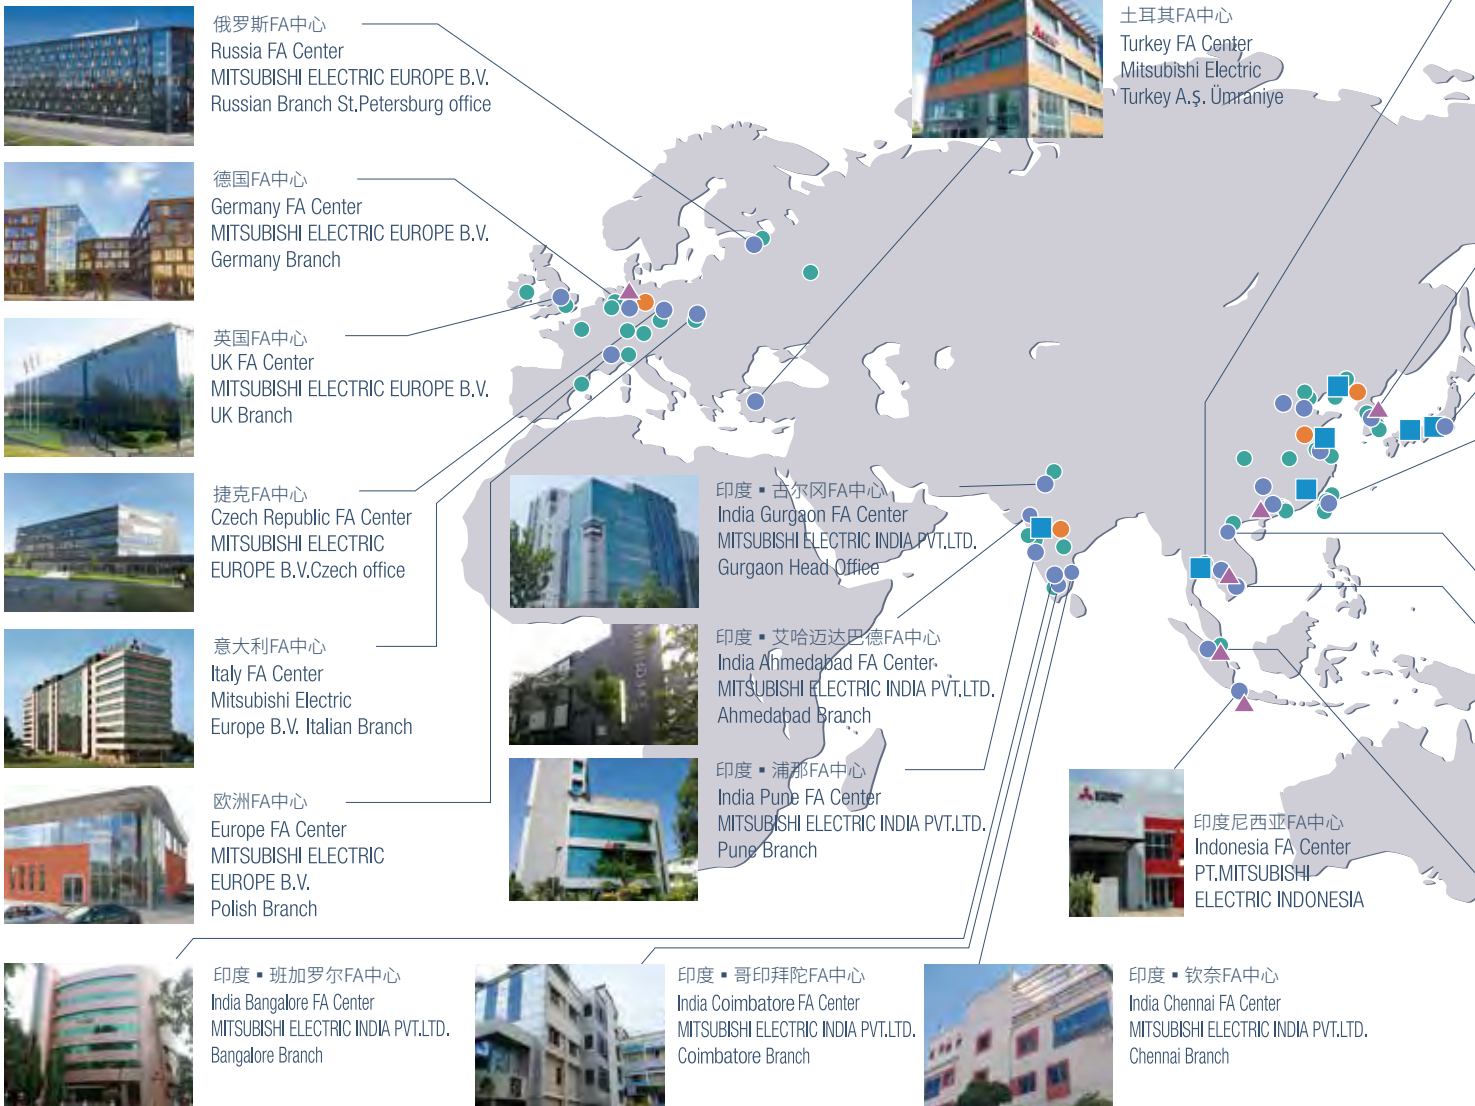 俄罗斯FA中心
Russia FA Center
MITSUBISHI ELECTRIC EUROPE B.V.
Russian Branch St.Petersburg office
土耳其FA中心
Turkey FA Center
Mitsubishi Electric
Turkey A.ş. Ümraniye
德国FA中心
Germany FA Center
MITSUBISHI ELECTRIC EUROPE B.V.
Germany Branch
英国FA中心
UK FA Center
MITSUBISHI ELECTRIC EUROPE B.V.
UK Branch
捷克FA中心
Czech Republic FA Center
MITSUBISHI ELECTRIC
EUROPE B.V.Czech office
意大利FA中心
Italy FA Center
Mitsubishi Electric
Europe B.V. Italian Branch
欧洲FA中心
Europe FA Center
MITSUBISHI ELECTRIC
EUROPE B.V.
Polish Branch
印度▪古尔冈FA中心
India Gurgaon FA Center
MITSUBISHI ELECTRIC INDIA PVT.LTD.
Gurgaon Head Office
印度▪艾哈迈达巴德FA中心
India Ahmedabad FA Center
MITSUBISHI ELECTRIC INDIA PVT.LTD.
Ahmedabad Branch
印度▪浦那FA中心
India Pune FA Center
MITSUBISHI ELECTRIC INDIA PVT.LTD.
Pune Branch
印度尼西亚FA中心
Indonesia FA Center
PT.MITSUBISHI
ELECTRIC INDONESIA
印度▪班加罗尔FA中心
India Bangalore FA Center
MITSUBISHI ELECTRIC INDIA PVT.LTD.
Bangalore Branch
印度▪哥印拜陀FA中心
India Coimbatore FA Center
MITSUBISHI ELECTRIC INDIA PVT.LTD.
Coimbatore Branch
印度▪钦奈FA中心
India Chennai FA Center
MITSUBISHI ELECTRIC INDIA PVT.LTD.
Chennai Branch